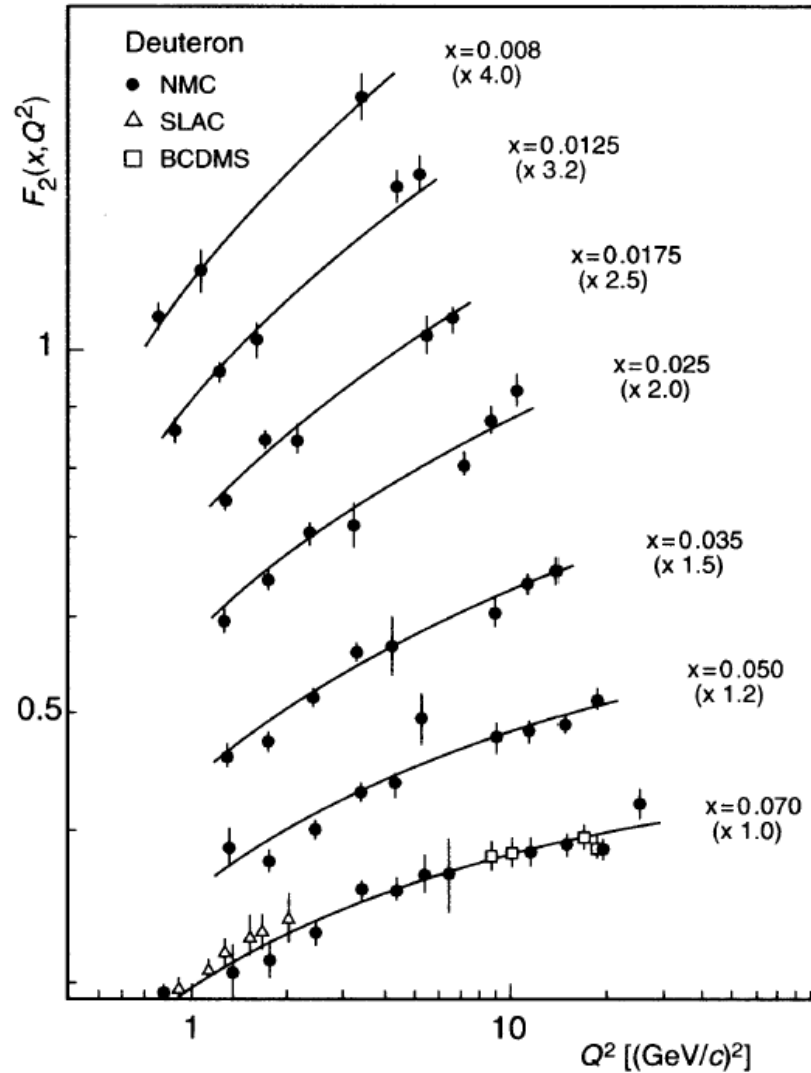 Deuteron
NMC
SLAC
BCDMS
F₂(x,Q²)
x=0.008
(x 4.0)
x=0.0125
(x 3.2)
x=0.0175
(x 2.5)
x=0.025
(x 2.0)
x=0.035
(x 1.5)
x=0.050
(x 1.2)
x=0.070
(x 1.0)
1
0.5
1
10
Q² [(GeV/c)²]